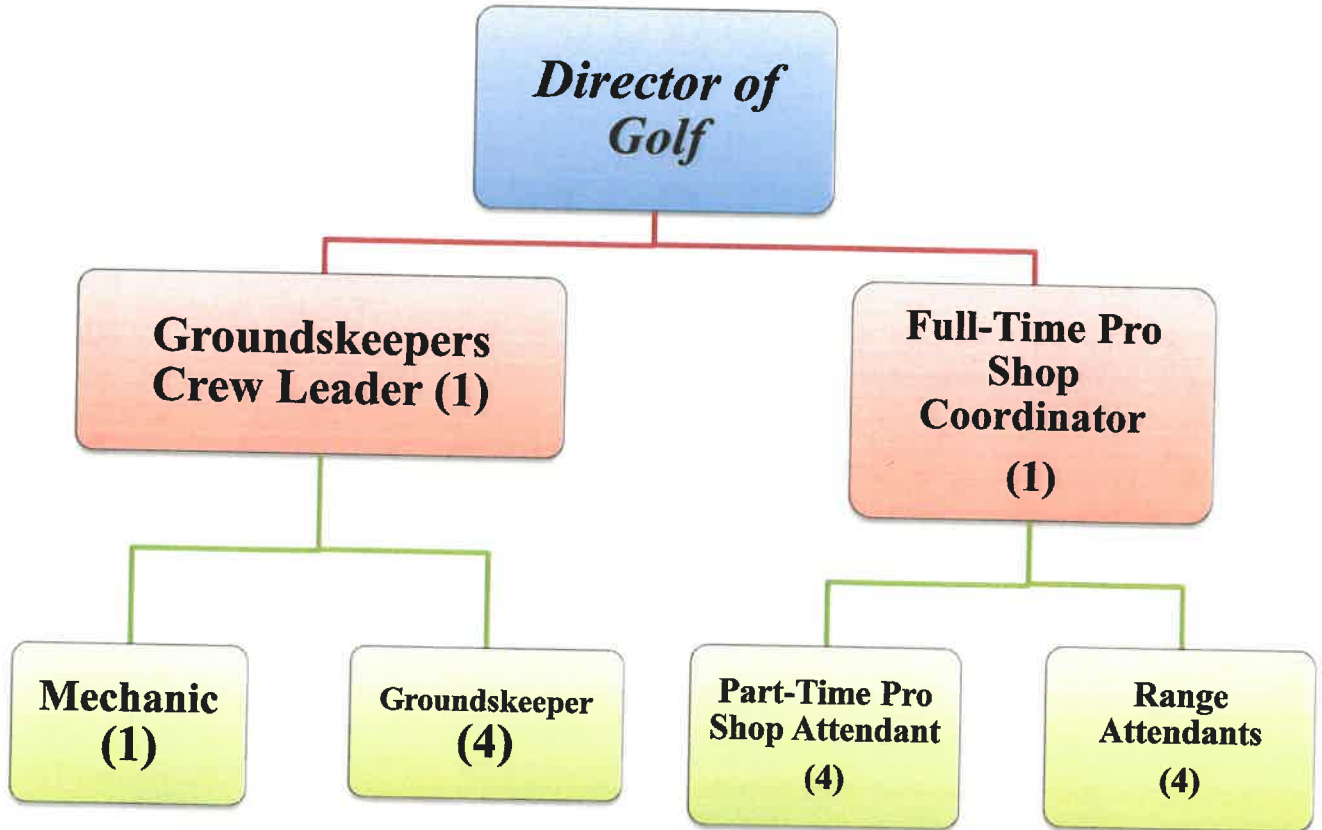 Director of
Golf
Groundskeepers
Crew Leader (1)
Full-Time Pro
Shop
Coordinator
(1)
Mechanic
(1)
Groundskeeper
(4)
Part-Time Pro
Shop Attendant
(4)
Range
Attendants
(4)